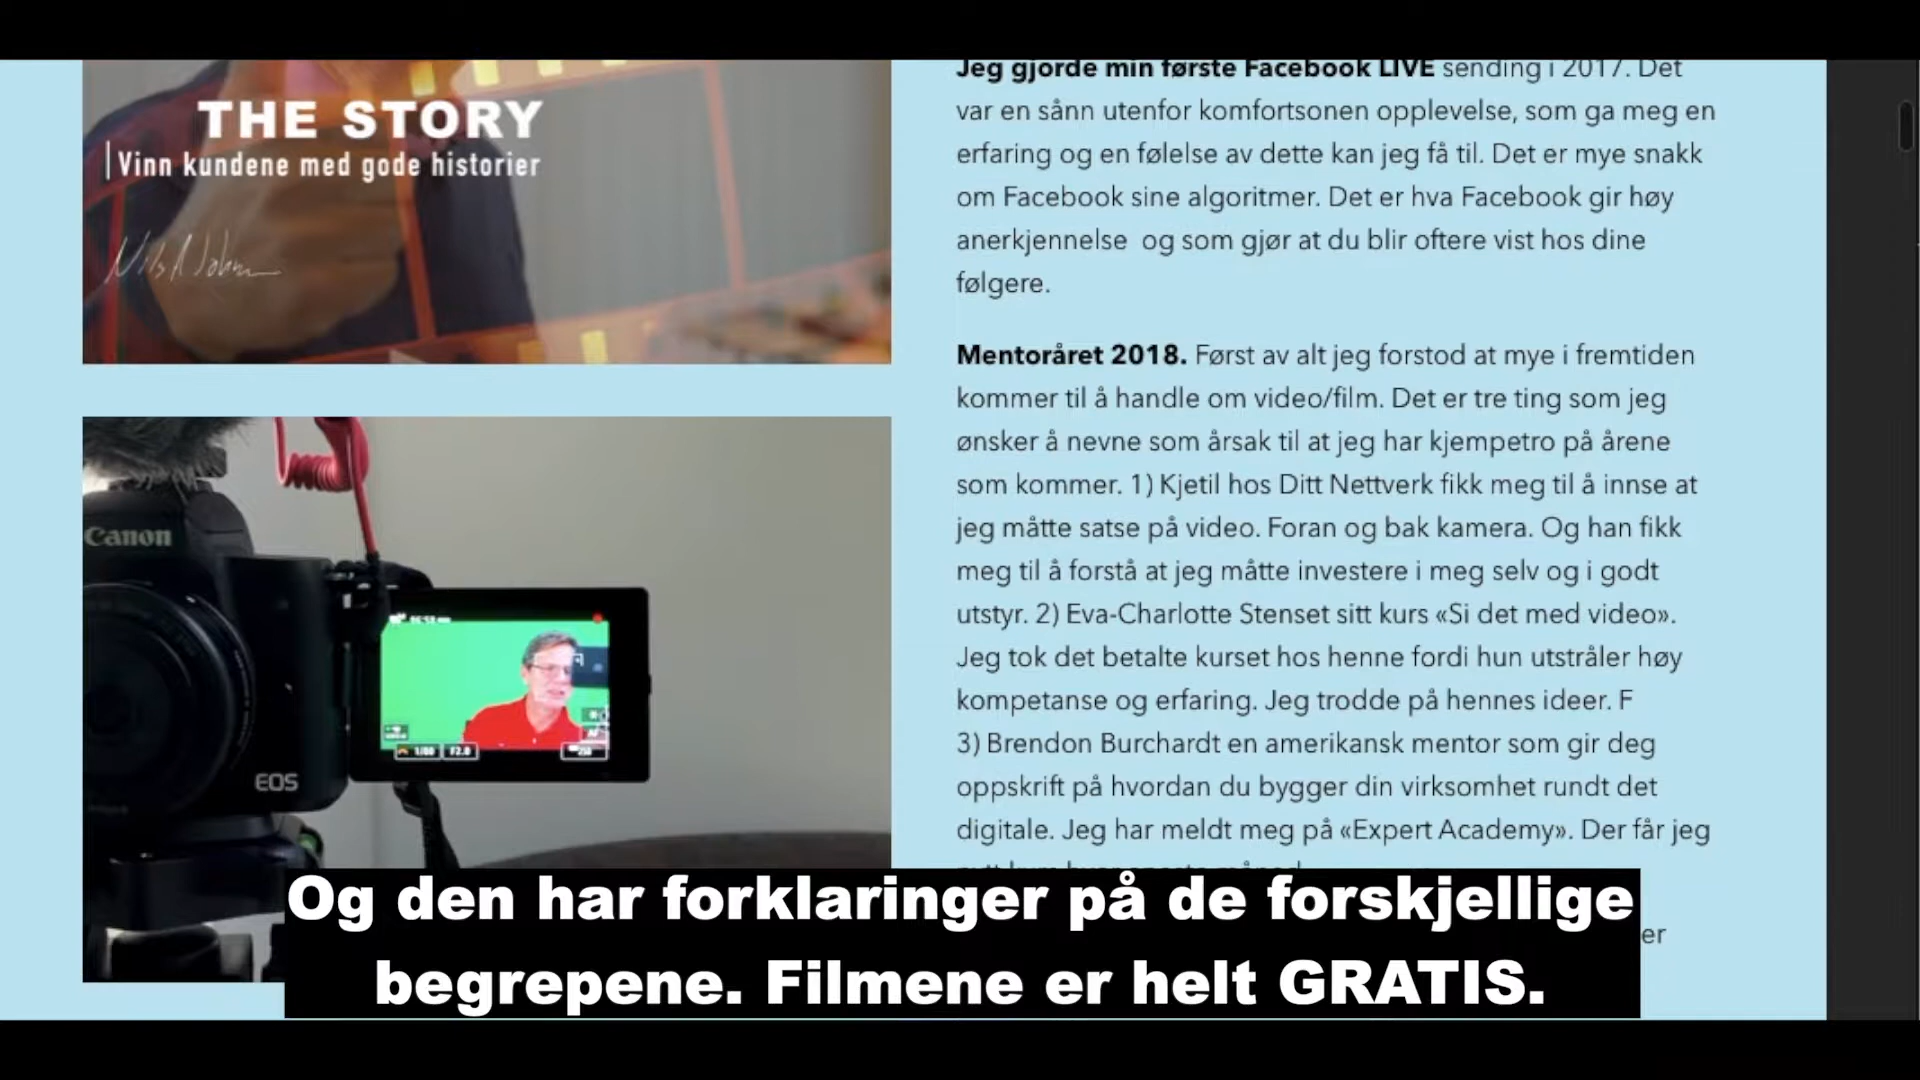 THE STORY
Vinn kundene med gode historier
Canon
EOS
1/80 F2.0
Jeg gjorde min første Facebook LIVE sending i 2017. Det
var en sånn utenfor komfortsonen opplevelse, som ga meg en
erfaring og en følelse av dette kan jeg få til. Det er mye snakk
om Facebook sine algoritmer. Det er hva Facebook gir høy
anerkjennelse  og som gjør at du blir oftere vist hos dine
følgere.
Mentoråret 2018. Først av alt jeg forstod at mye i fremtiden
kommer til å handle om video/film. Det er tre ting som jeg
ønsker å nevne som årsak til at jeg har kjempetro på årene
som kommer. 1) Kjetil hos Ditt Nettverk fikk meg til å innse at
jeg måtte satse på video. Foran og bak kamera. Og han fikk
meg til å forstå at jeg måtte investere i meg selv og i godt
utstyr. 2) Eva-Charlotte Stenset sitt kurs «Si det med video».
Jeg tok det betalte kurset hos henne fordi hun utstråler høy
kompetanse og erfaring. Jeg trodde på hennes ideer. F
3) Brendon Burchardt en amerikansk mentor som gir deg
oppskrift på hvordan du bygger din virksomhet rundt det
digitale. Jeg har meldt meg på «Expert Academy». Der får jeg
er
Og den har forklaringer på de forskjellige
begrepene. Filmene er helt GRATIS.